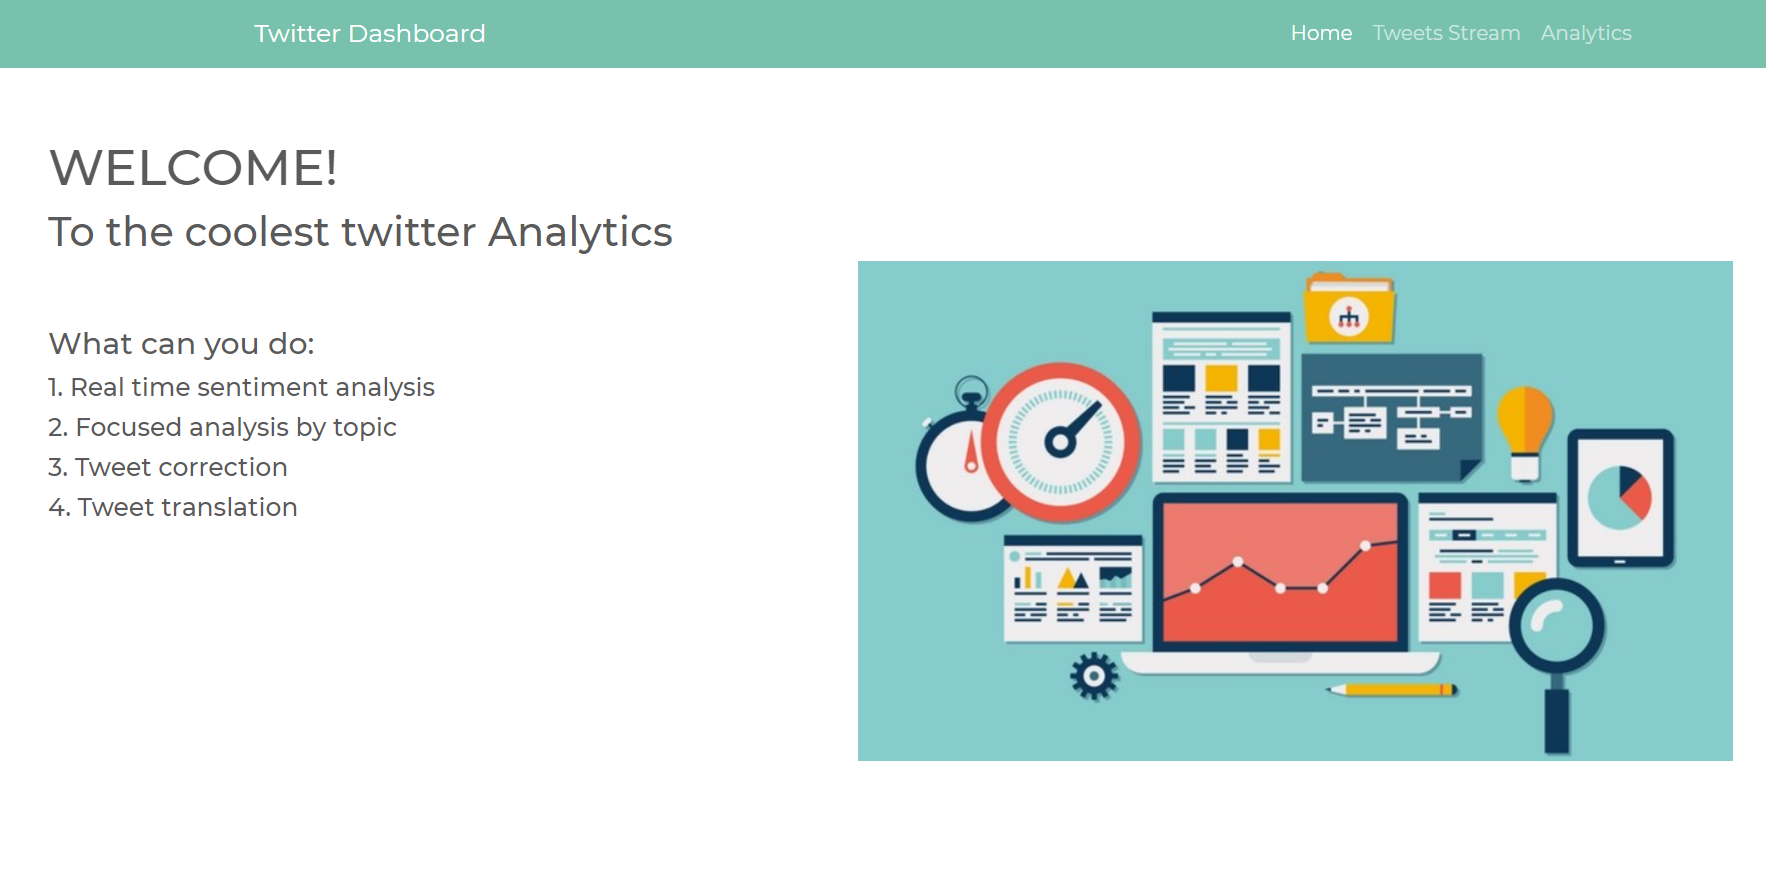 Twitter Dashboard
Home Tweets Stream Analytics
WELCOME!
To the coolest twitter Analytics
What can you do:
1. Real time sentiment analysis
2. Focused analysis by topic
3. Tweet correction
4. Tweet translation